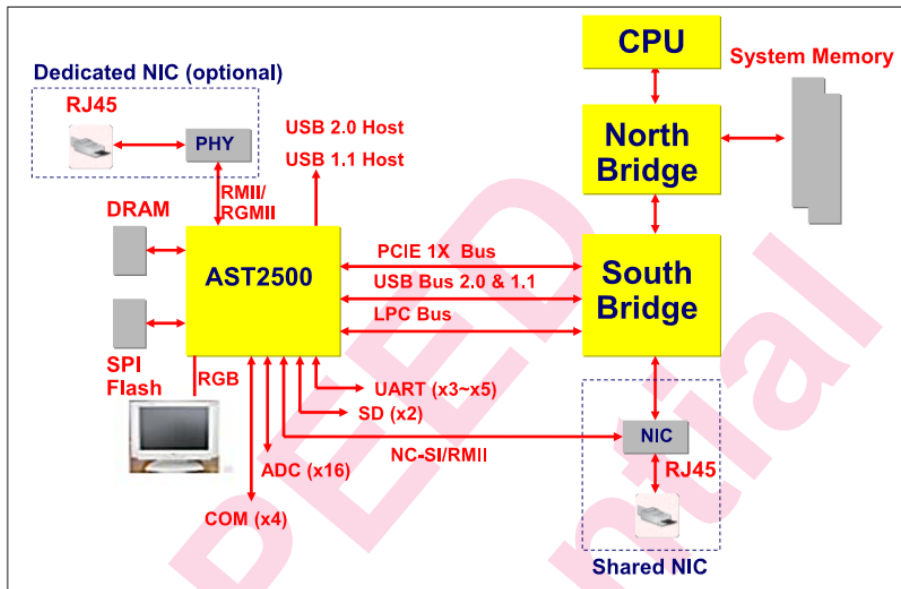 CPU
System Memory
Dedicated NIC (optional)
RJ45
PHY
USB 2.0 Host
USB 1.1 Host
North
Bridge
RMII/
RGMII
DRAM
AST2500
PCIE 1X Bus
USB Bus 2.0 & 1.1
LPC Bus
South
Bridge
SPI
Flash
RGB
UART (x3~x5)
SD (x2)
NC-SI/RMII
NIC
ADC (x16)
RJ45
COM (x4)
Shared NIC